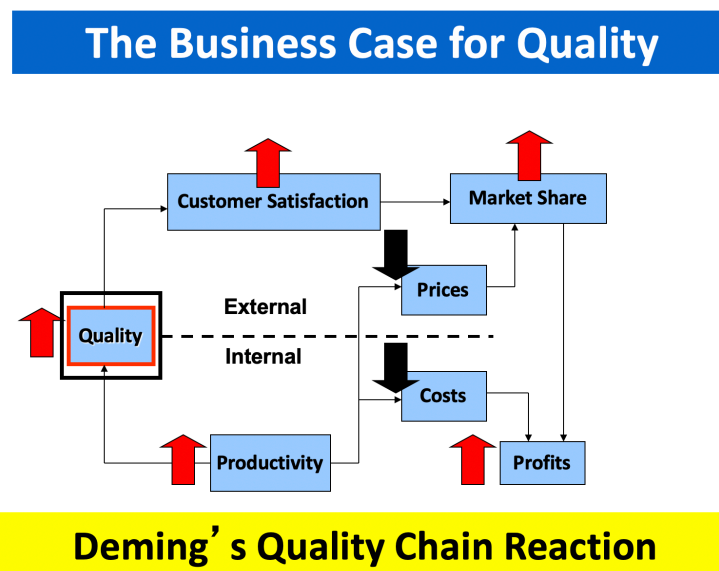 The Business Case for Quality
Customer Satisfaction
Market Share
Prices
External
Quality
Internal
Costs
Productivity
Profits
Deming’s Quality Chain Reaction